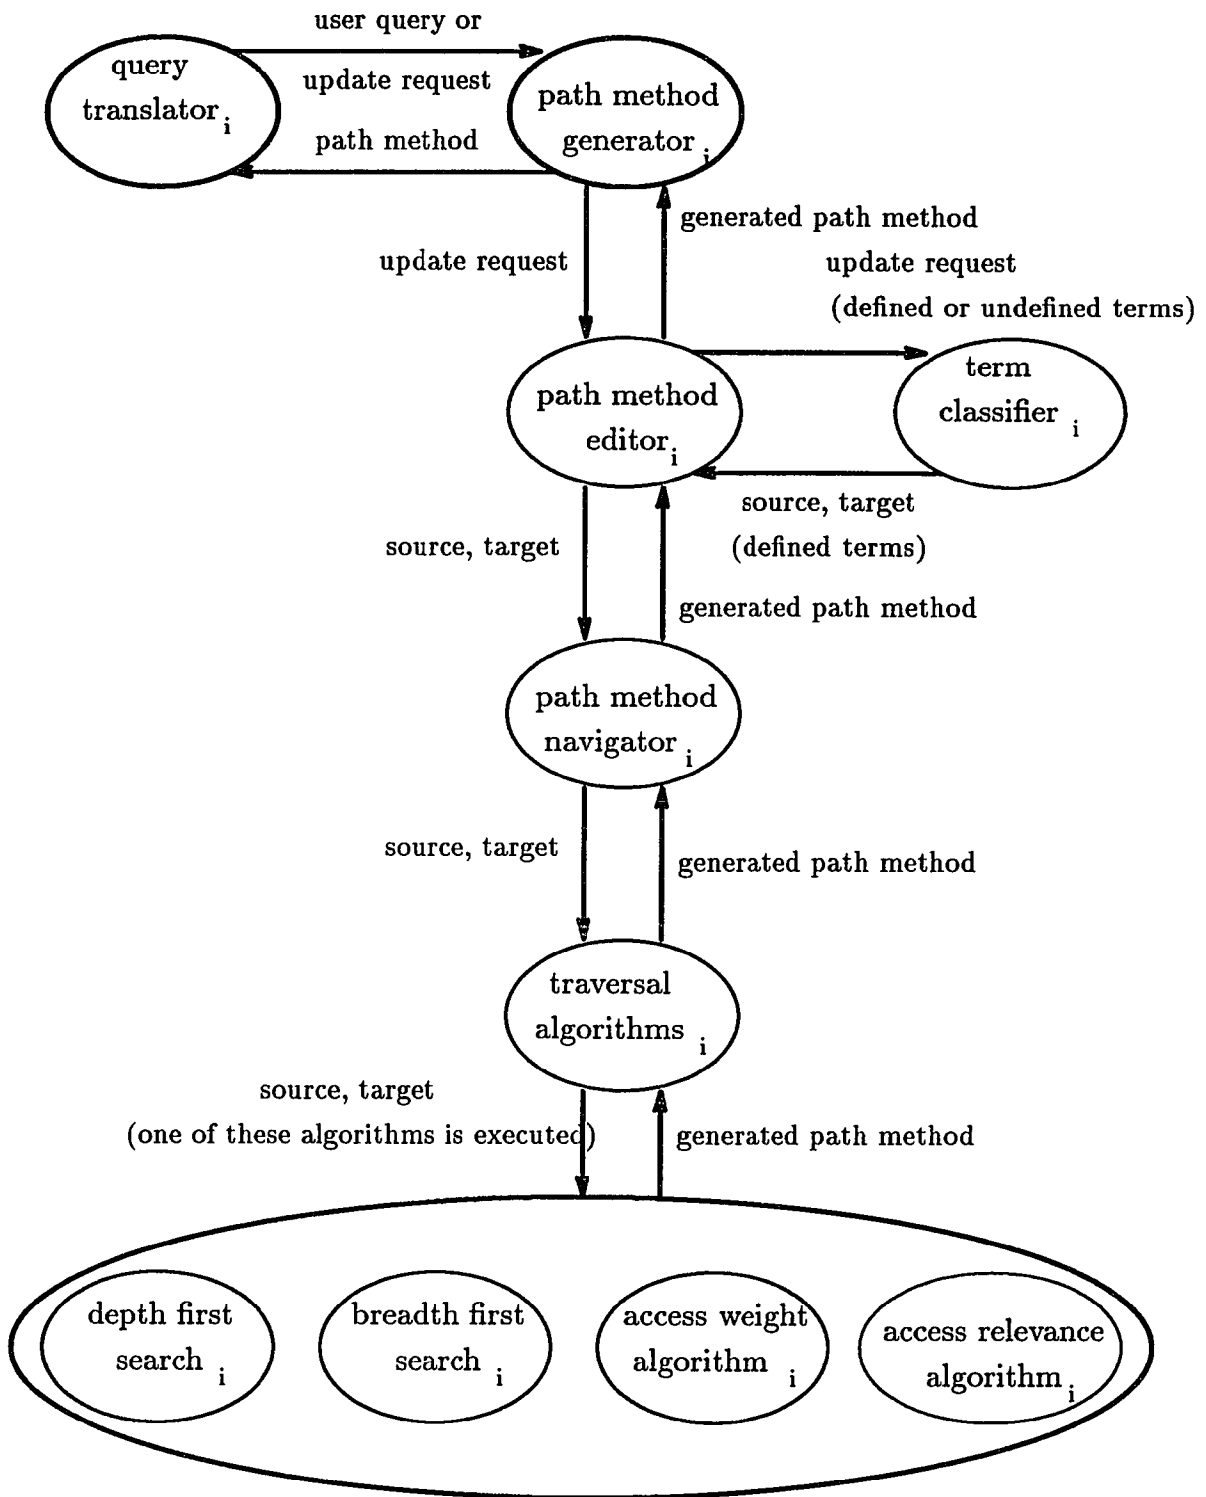 user query or
query
translator i
update request
path method
generator i
path method
generated path method
update request
update request
(defined or undefined terms)
term
classifier i
path method
editor i
source, target
(defined terms)
source, target
generated path method
path method
navigator i
source, target
generated path method
traversal
algorithms i
source, target
(one of these algorithms is executed)
generated path method
depth first
search i
breadth first
search i
access weight
algorithm i
access relevance
algorithm i